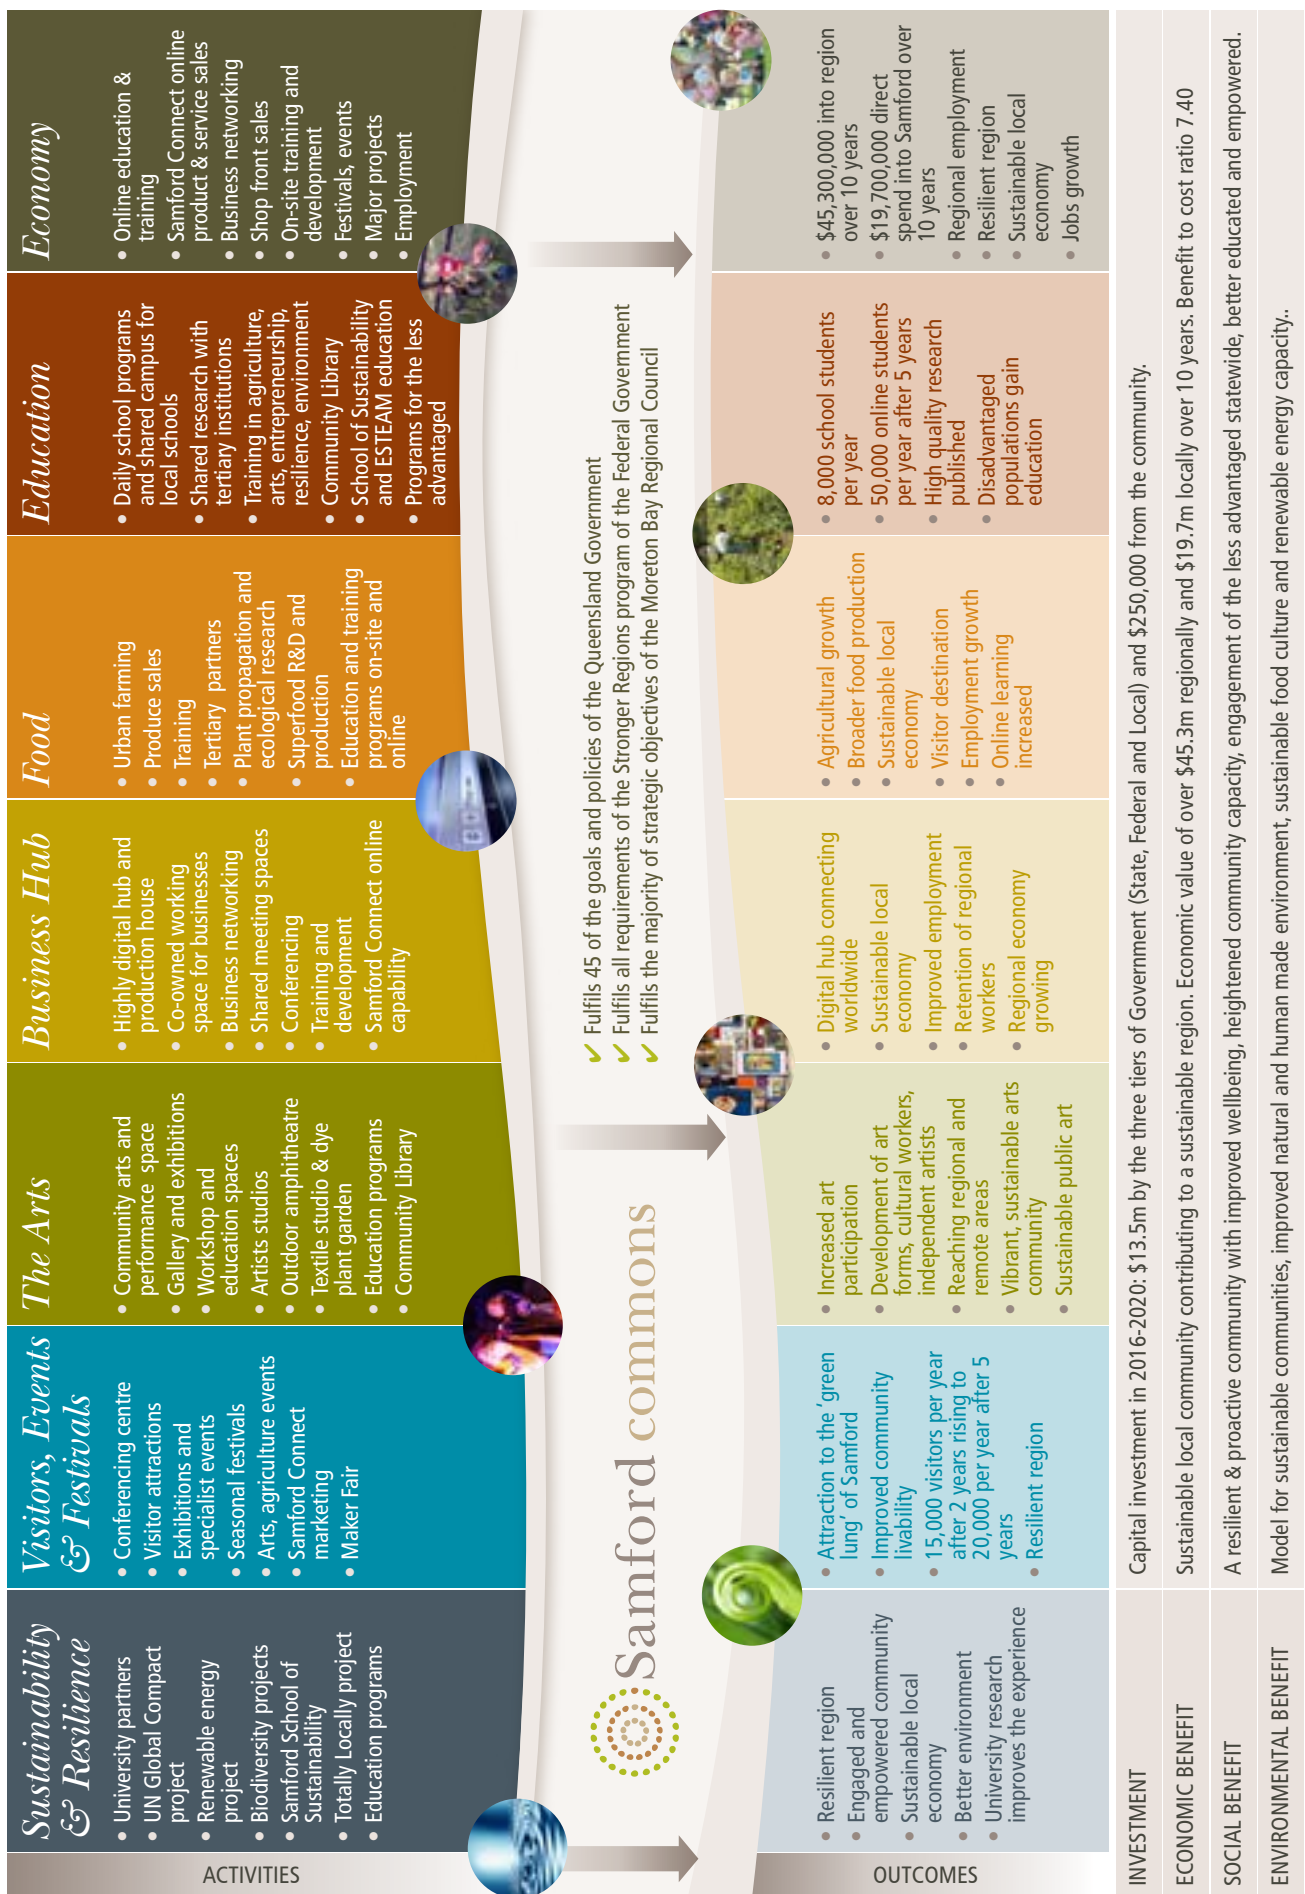 ACTIVITIES
Sustainability
& Resilience
• University partners
• UN Global Compact
project
• Renewable energy
project
• Biodiversity projects
• Samford School of
Sustainability
• Totally Locally project
• Education programs
Visitors, Events
& Festivals
• Conferencing centre
• Visitor attractions
• Exhibitions and
specialist events
• Seasonal festivals
• Arts, agriculture events
• Samford Connect
marketing
• Maker Fair
The Arts
• Community arts and
performance space
• Gallery and exhibitions
• Workshop and
education spaces
• Artists studios
• Outdoor amphitheatre
• Textile studio & dye
plant garden
• Education programs
• Community Library
Business Hub
• Highly digital hub and
production house
• Co-owned working
space for businesses
• Business networking
• Shared meeting spaces
• Conferencing
• Training and
development
• Samford Connect online
capability
Food
• Urban farming
• Produce sales
• Training
• Tertiary partners
• Plant propagation and
ecological research
• Superfood R&D and
production
• Education and training
programs on-site and
online
Education
• Daily school programs
and shared campus for
local schools
• Shared research with
tertiary institutions
• Training in agriculture,
arts, entrepreneurship,
resilience, environment
• Community Library
• School of Sustainability
and ESTEAM education
• Programs for the less
advantaged
Economy
• Online education &
training
• Samford Connect online
product & service sales
• Business networking
• Shop front sales
• On-site training and
development
• Festivals, events
• Major projects
• Employment
Samford commons
✓ Fulfils 45 of the goals and policies of the Queensland Government
✓ Fulfils all requirements of the Stronger Regions program of the Federal Government
✓ Fulfils the majority of strategic objectives of the Moreton Bay Regional Council
OUTCOMES
• Resilient region
• Engaged and
empowered community
• Sustainable local
economy
• Better environment
• University research
improves the experience
• Attraction to the ‘green
lung’ of Samford
• Improved community
livability
• 15,000 visitors per year
after 2 years rising to
20,000 per year after 5
years
• Resilient region
• Increased art
participation
• Development of art
forms, cultural workers,
independent artists
• Reaching regional and
remote areas
• Vibrant, sustainable arts
community
• Sustainable public art
• Digital hub connecting
worldwide
• Sustainable local
economy
• Improved employment
• Retention of regional
workers
• Regional economy
growing
• Agricultural growth
• Broader food production
• Sustainable local
economy
• Visitor destination
• Employment growth
• Online learning
increased
• 8,000 school students
per year
• 50,000 online students
per year after 5 years
• High quality research
published
• Disadvantaged
populations gain
education
• $45,300,000 into region
over 10 years
• $19,700,000 direct
spend into Samford over
10 years
• Regional employment
• Resilient region
• Sustainable local
economy
• Jobs growth
INVESTMENT Capital investment in 2016-2020: $13.5m by the three tiers of Government (State, Federal and Local) and $250,000 from the community.
ECONOMIC BENEFIT Sustainable local community contributing to a sustainable region. Economic value of over $45.3m regionally and $19.7m locally over 10 years. Benefit to cost ratio 7.40
SOCIAL BENEFIT A resilient & proactive community with improved wellbeing, heightened community capacity, engagement of the less advantaged statewide, better educated and empowered.
ENVIRONMENTAL BENEFIT Model for sustainable communities, improved natural and human made environment, sustainable food culture and renewable energy capacity..